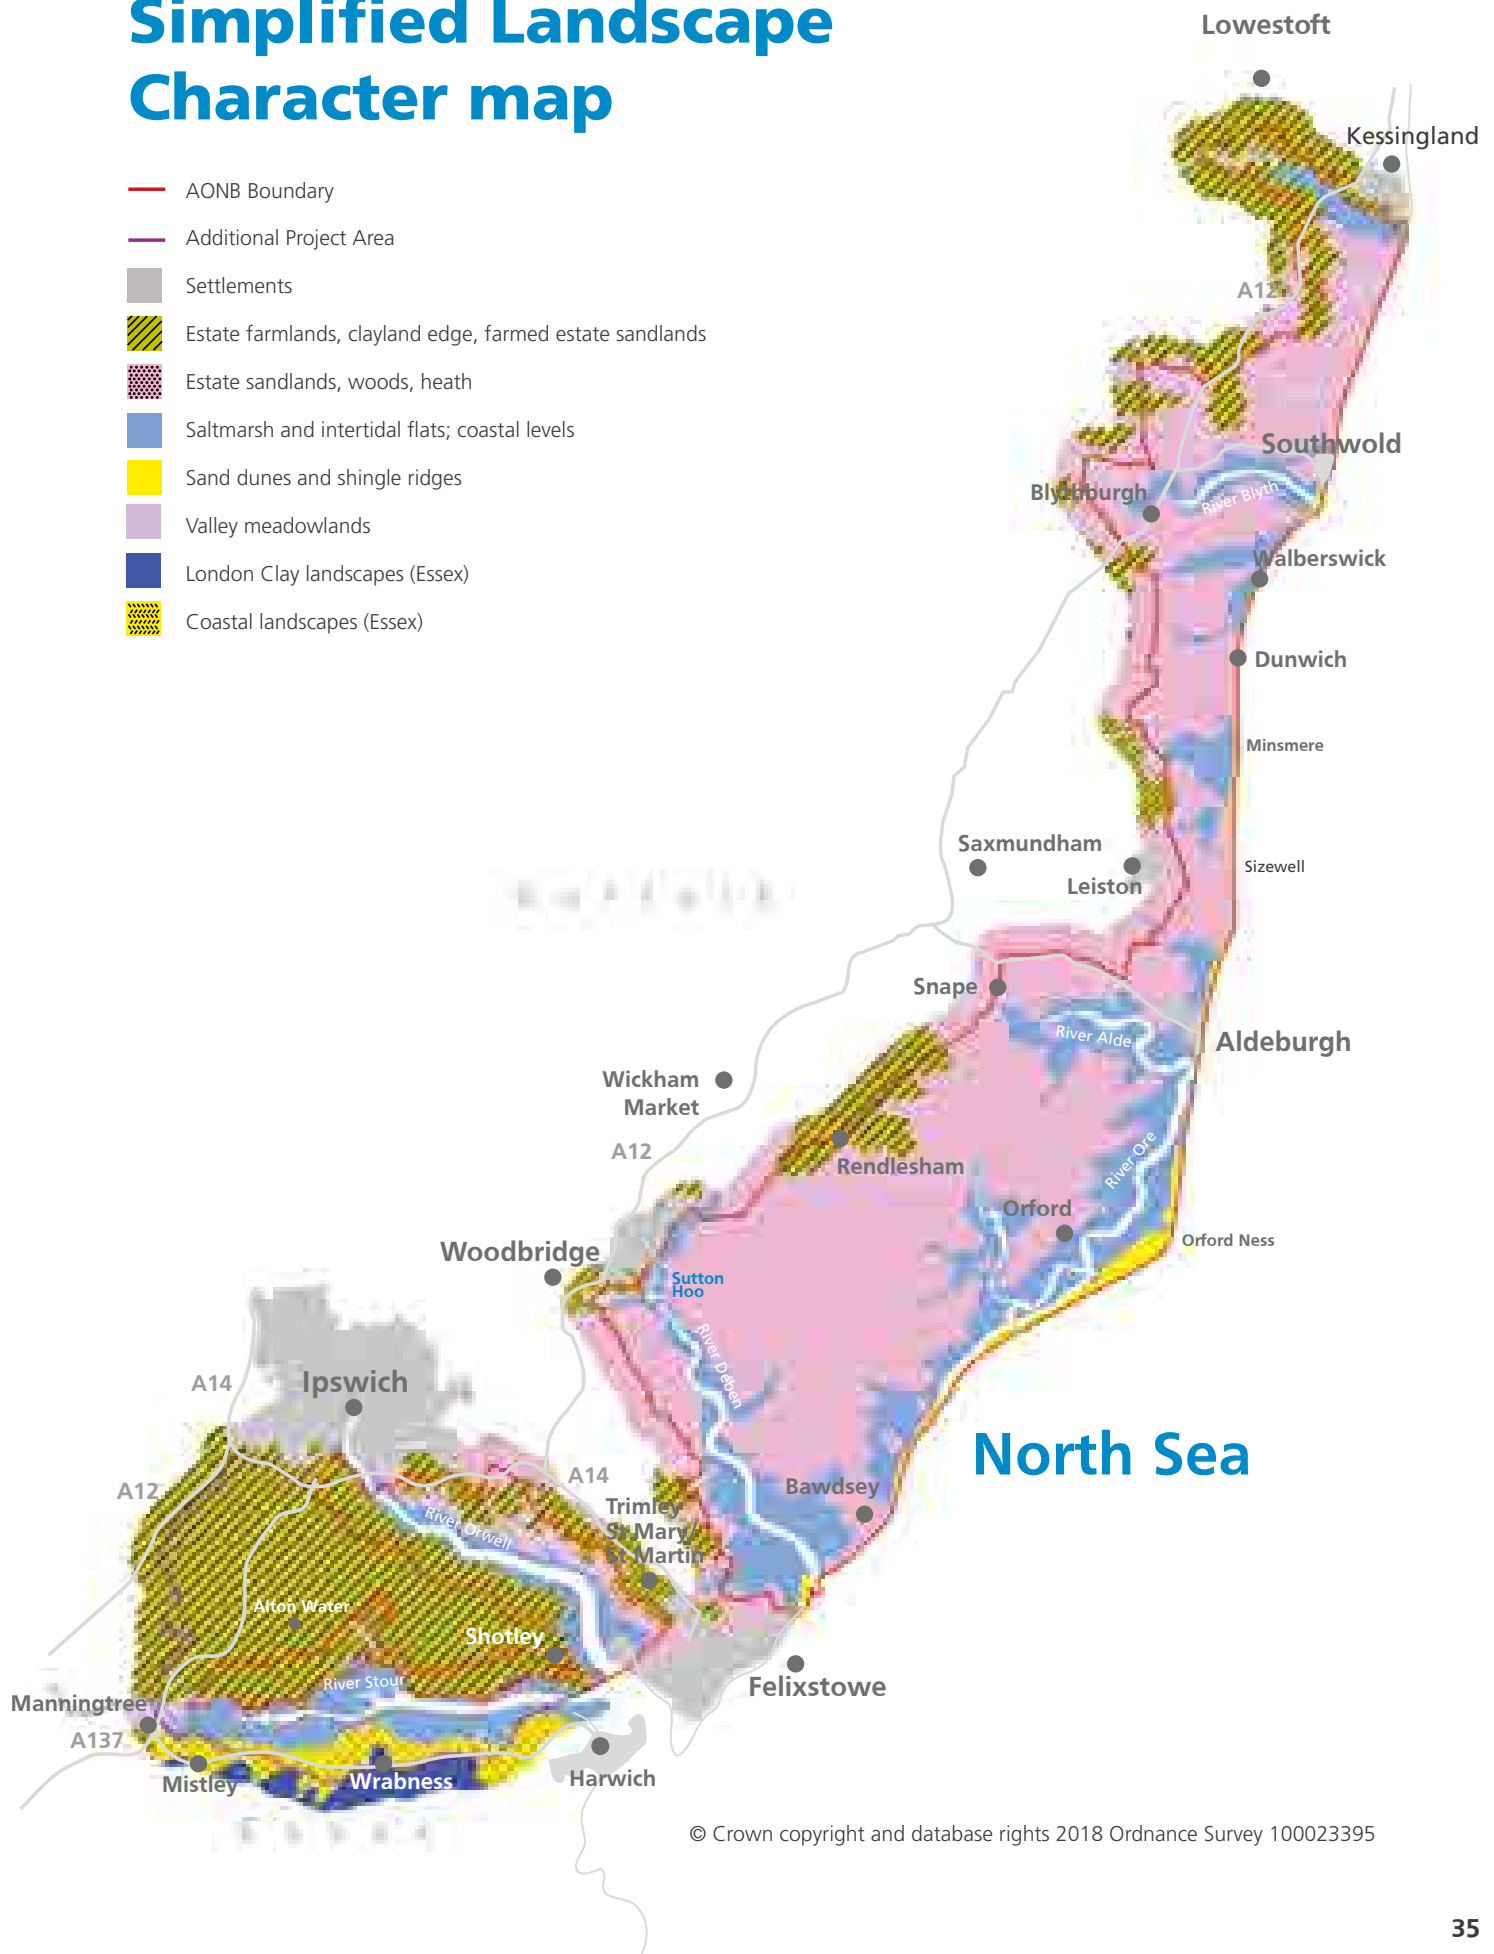 Simplified Landscape
Character map
AONB Boundary
Additional Project Area
Settlements
Estate farmlands, clayland edge, farmed estate sandlands
Estate sandlands, woods, heath
Saltmarsh and intertidal flats; coastal levels
Sand dunes and shingle ridges
Valley meadowlands
London Clay landscapes (Essex)
Coastal landscapes (Essex)
Lowestoft
Kessingland
A12
Southwold
Blythburgh
River Blyth
Walberswick
Dunwich
Minsmere
Saxmundham
Sizewell
Leiston
Snape
River Alde
Aldeburgh
Wickham
Market
A12
River Ore
Rendlesham
Orford
Orford Ness
Woodbridge
Sutton
Hoo
River Deben
A14
Ipswich
North Sea
A14
A12
Bawdsey
Trimley
St Mary/
St Martin
River Orwell
Alton Water
Shotley
River Stour
Felixstowe
Manningtree
A137
Mistley
Wrabness
Harwich
© Crown copyright and database rights 2018 Ordnance Survey 100023395
35